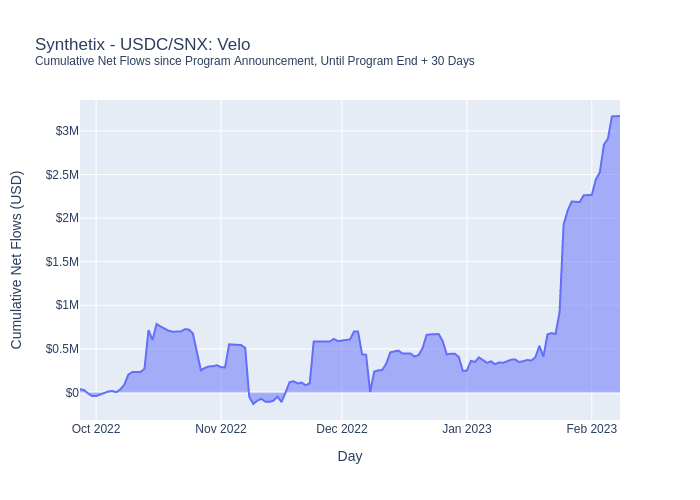 Synthetix - USDC/SNX: Velo
Cumulative Net Flows since Program Announcement, Until Program End + 30 Days
Cumulative Net Flows (USD)
$3M
$2.5M
$2M
$1.5M
$1M
$0.5M
$0
Oct 2022
Nov 2022
Dec 2022
Jan 2023
Feb 2023
Day